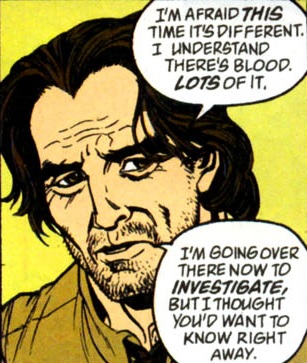 I'M AFRAID THIS
TIME IT'S DIFFERENT.
I UNDERSTAND
THERE'S BLOOD.
LOTS OF IT.
I'M GOING OVER
THERE NOW TO
INVESTIGATE,
BUT I THOUGHT
YOU'D WANT TO
KNOW RIGHT
AWAY.